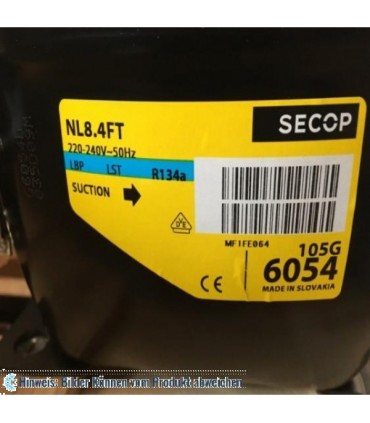 NL8.4FT
SECOP
220-240V~50Hz
LBP LST R134a
SUCTION
MF1FE064
105G
6054
MADE IN SLOVAKIA
CE
Hinweis: Bilder Können vom Produkt abweichen